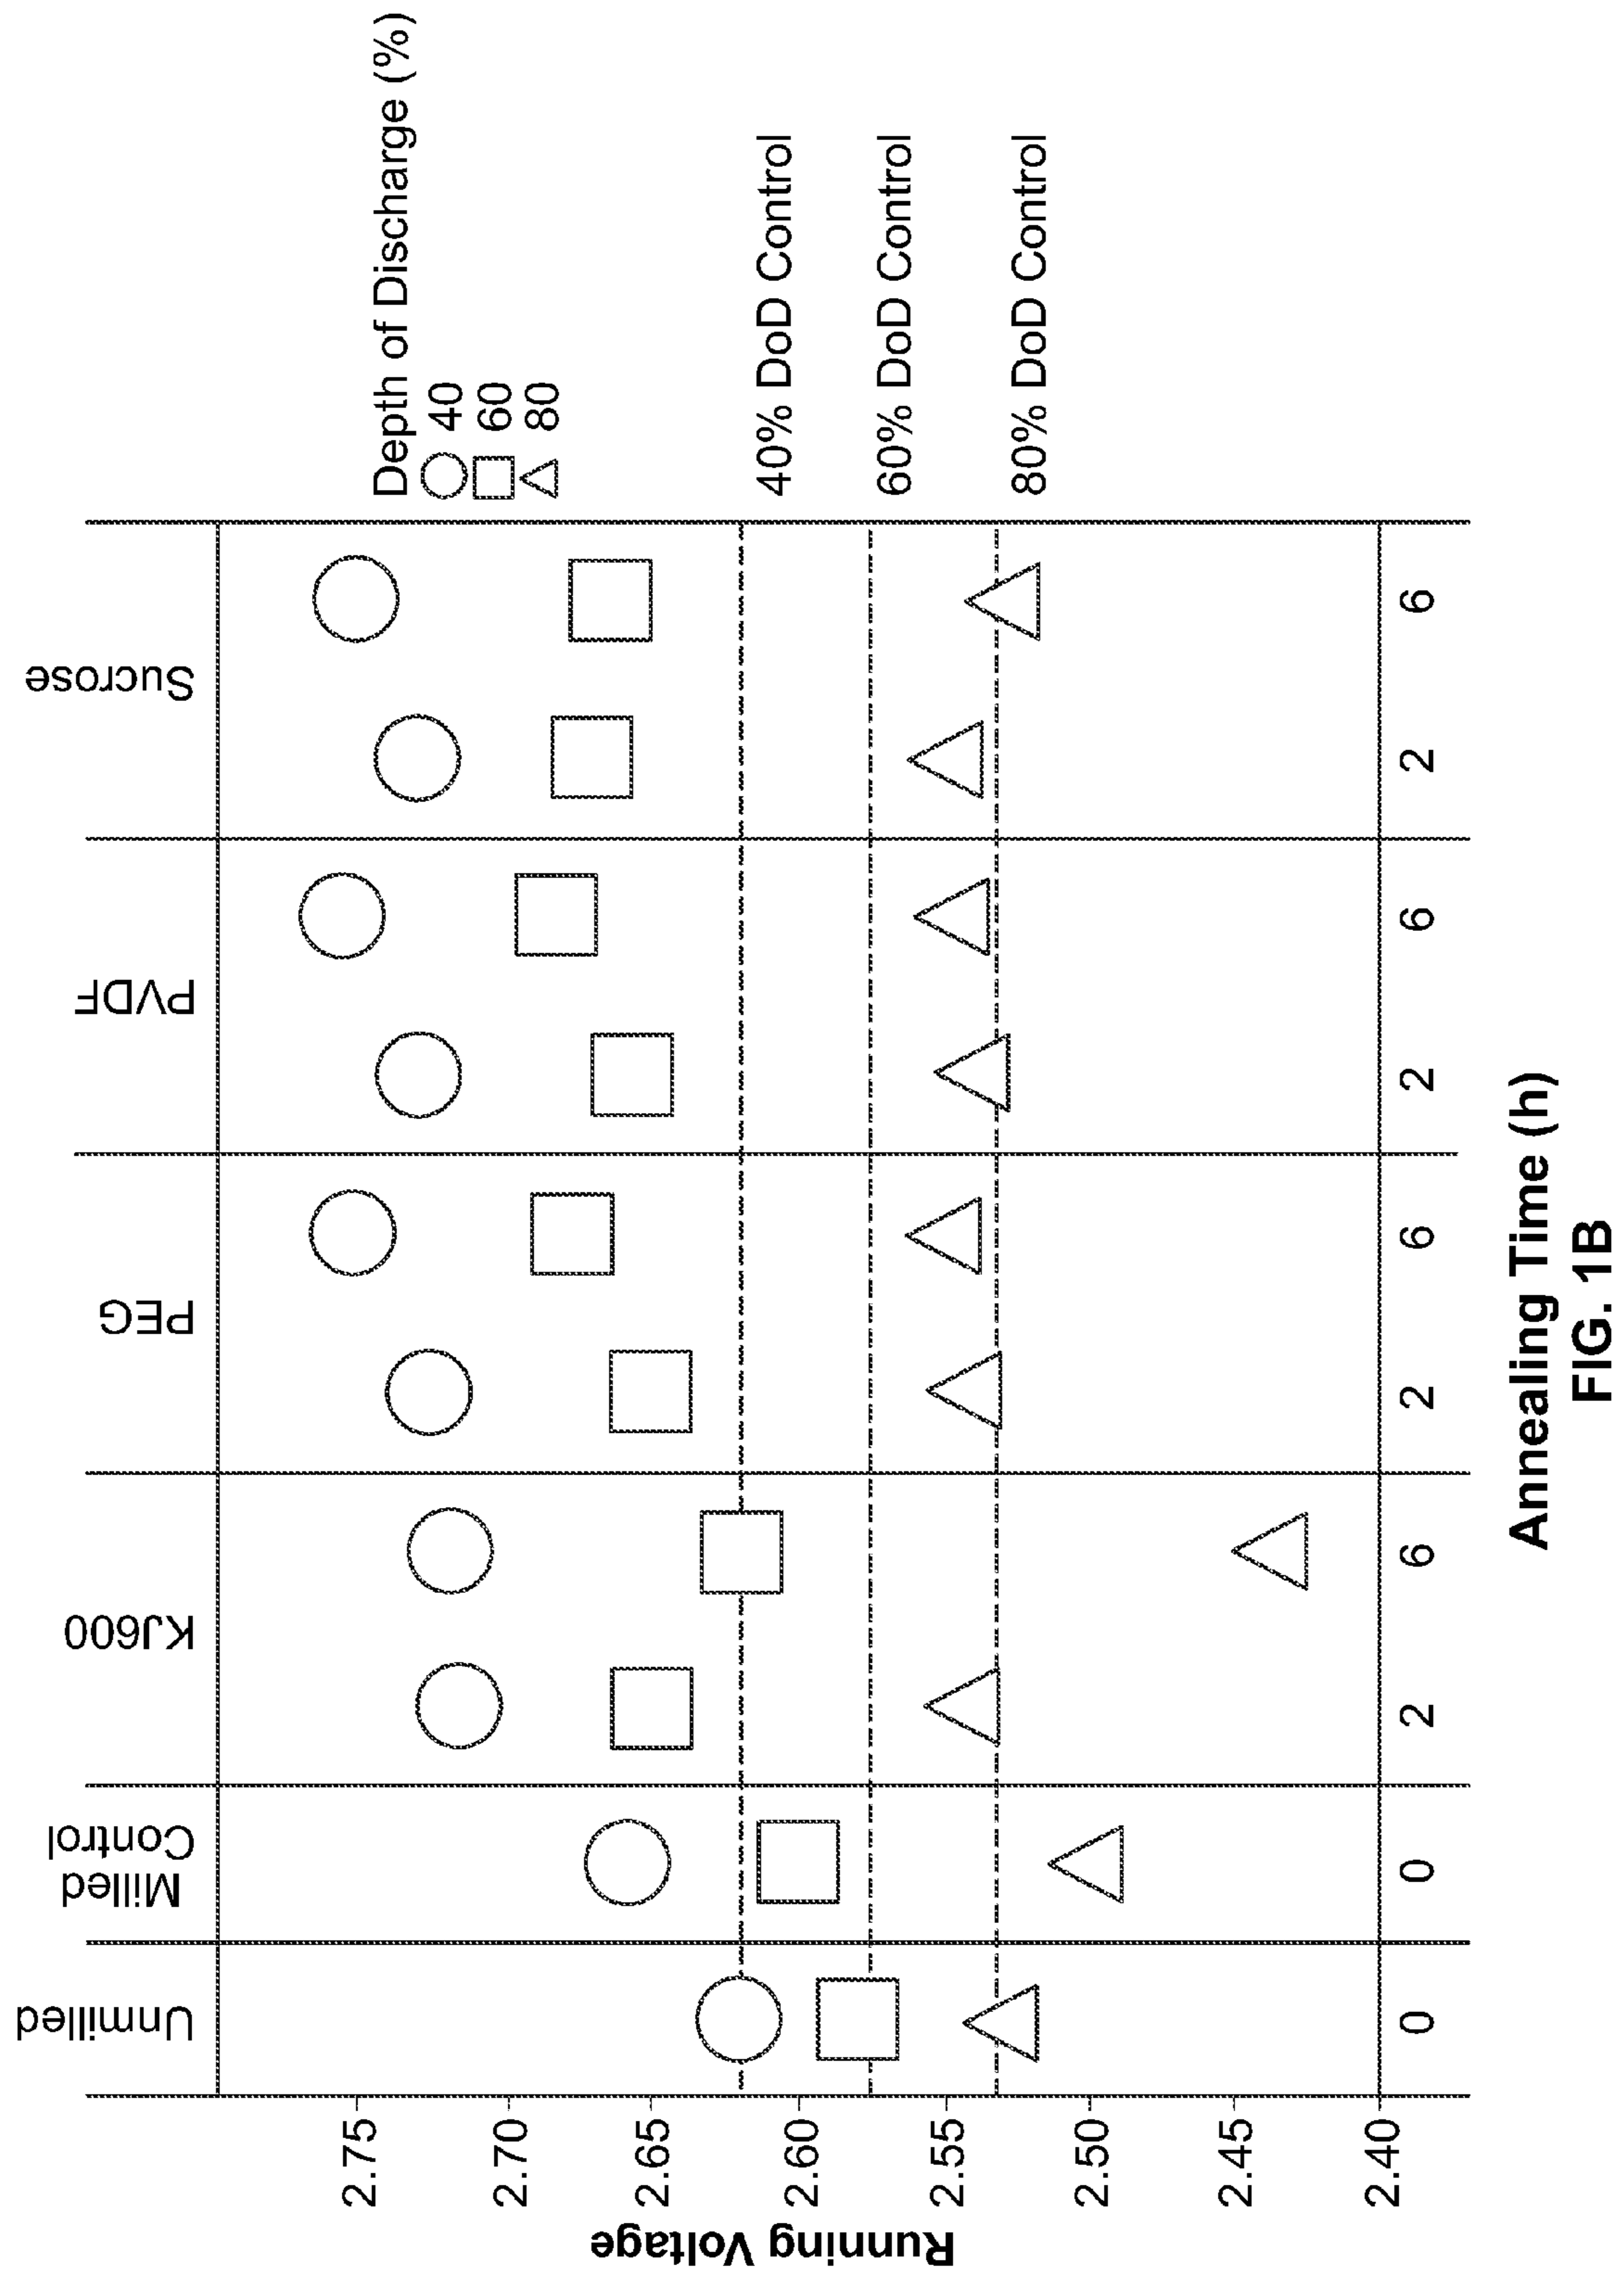 Unmilled
Milled
Control
KJ600
PEG
PVDF
Sucrose
Depth of Discharge (%)
40
60
80
40% DoD Control
60% DoD Control
80% DoD Control
Running Voltage
2.75
2.70
2.65
2.60
2.55
2.50
2.45
2.40
0 0 2 6 2 6 2 6 2 6
Annealing Time (h)
FIG. 1B